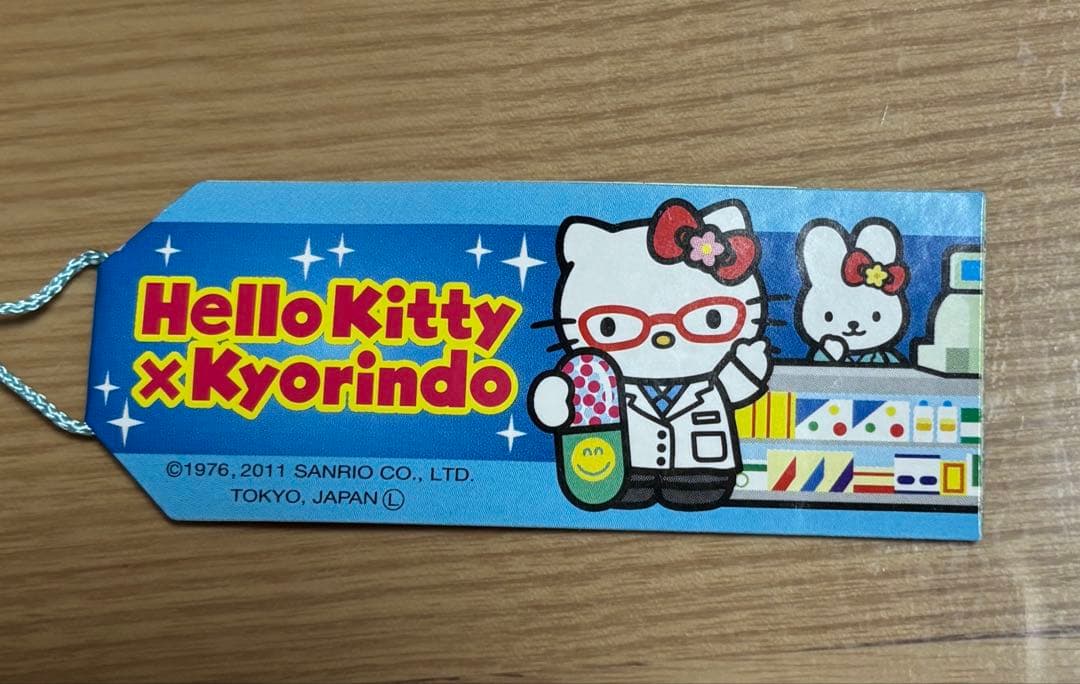 Hello Kitty
×Kyorindo
©1976, 2011 SANRIO CO., LTD.
TOKYO, JAPAN Ⓛ